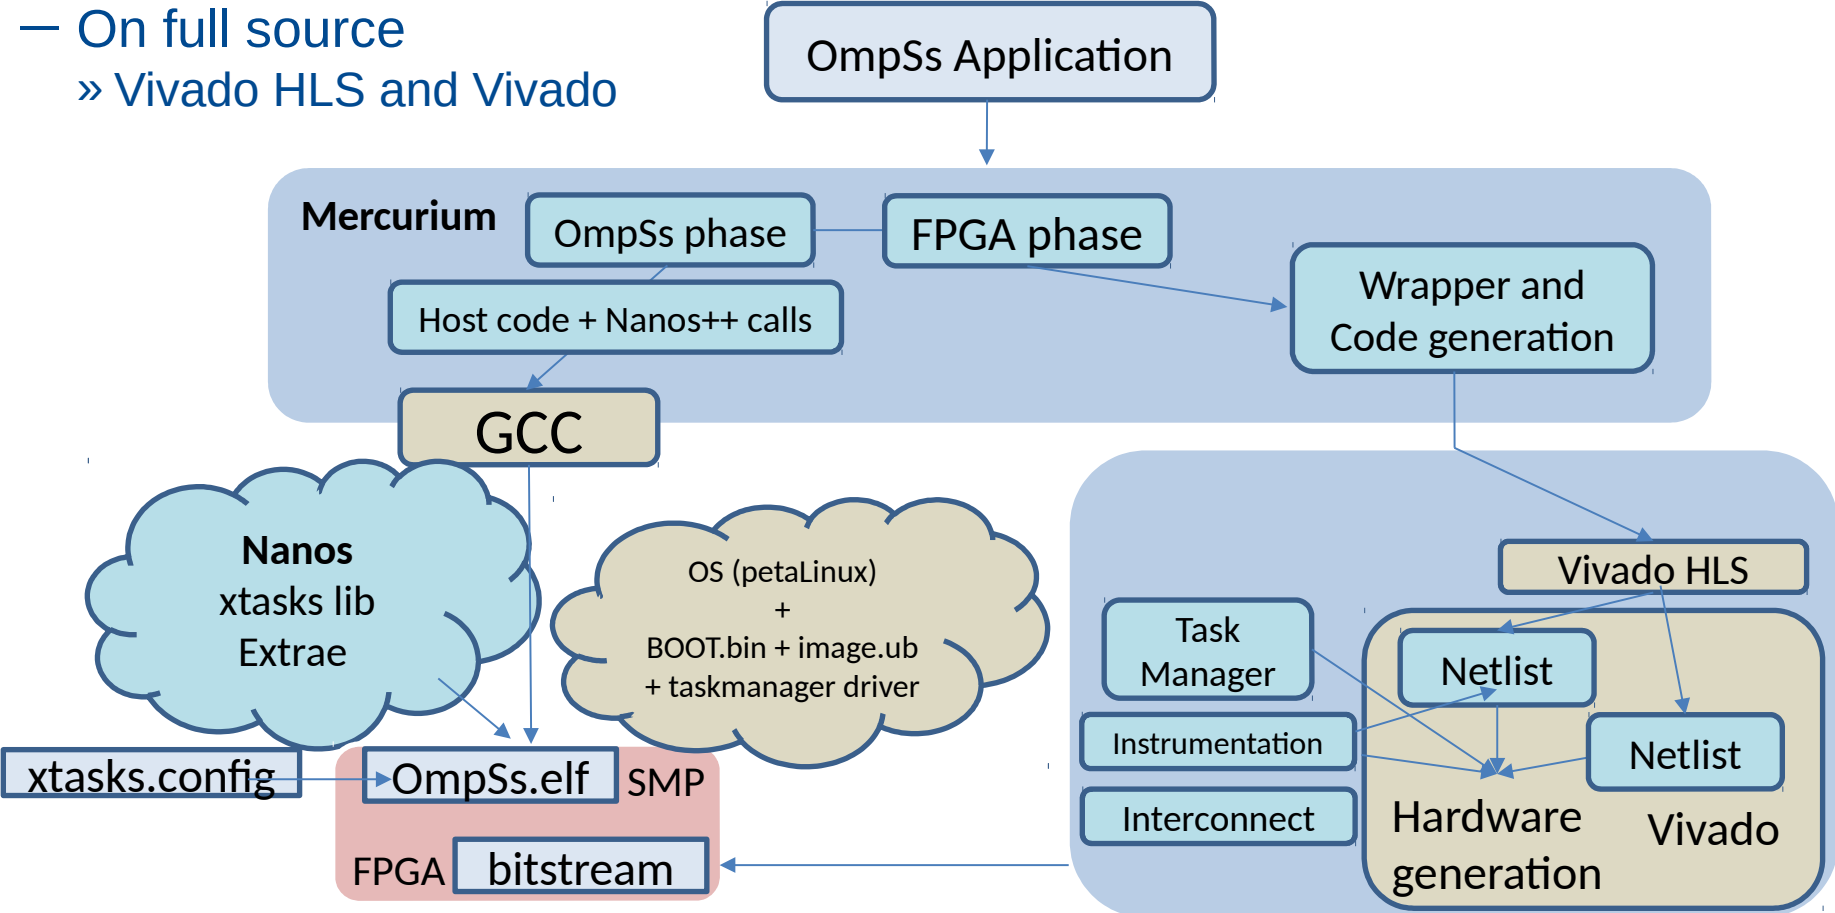 — On full source
» Vivado HLS and Vivado
OmpSs Application
Mercurium
OmpSs phase
FPGA phase
Host code + Nanos++ calls
Wrapper and
Code generation
GCC
Nanos
xtasks lib
Extrae
OS (petaLinux)
+
BOOT.bin + image.ub
+ taskmanager driver
Vivado HLS
Task
Manager
Netlist
Instrumentation
Netlist
Interconnect
Hardware
generation
Vivado
xtasks.config
OmpSs.elf
SMP
FPGA
bitstream